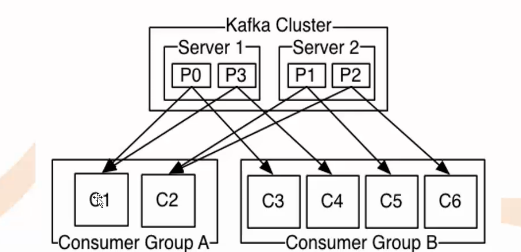 Kafka Cluster
Server 1 Server 2
P0 P3 P1 P2
C1 C2 C3 C4 C5 C6
Consumer Group A Consumer Group B